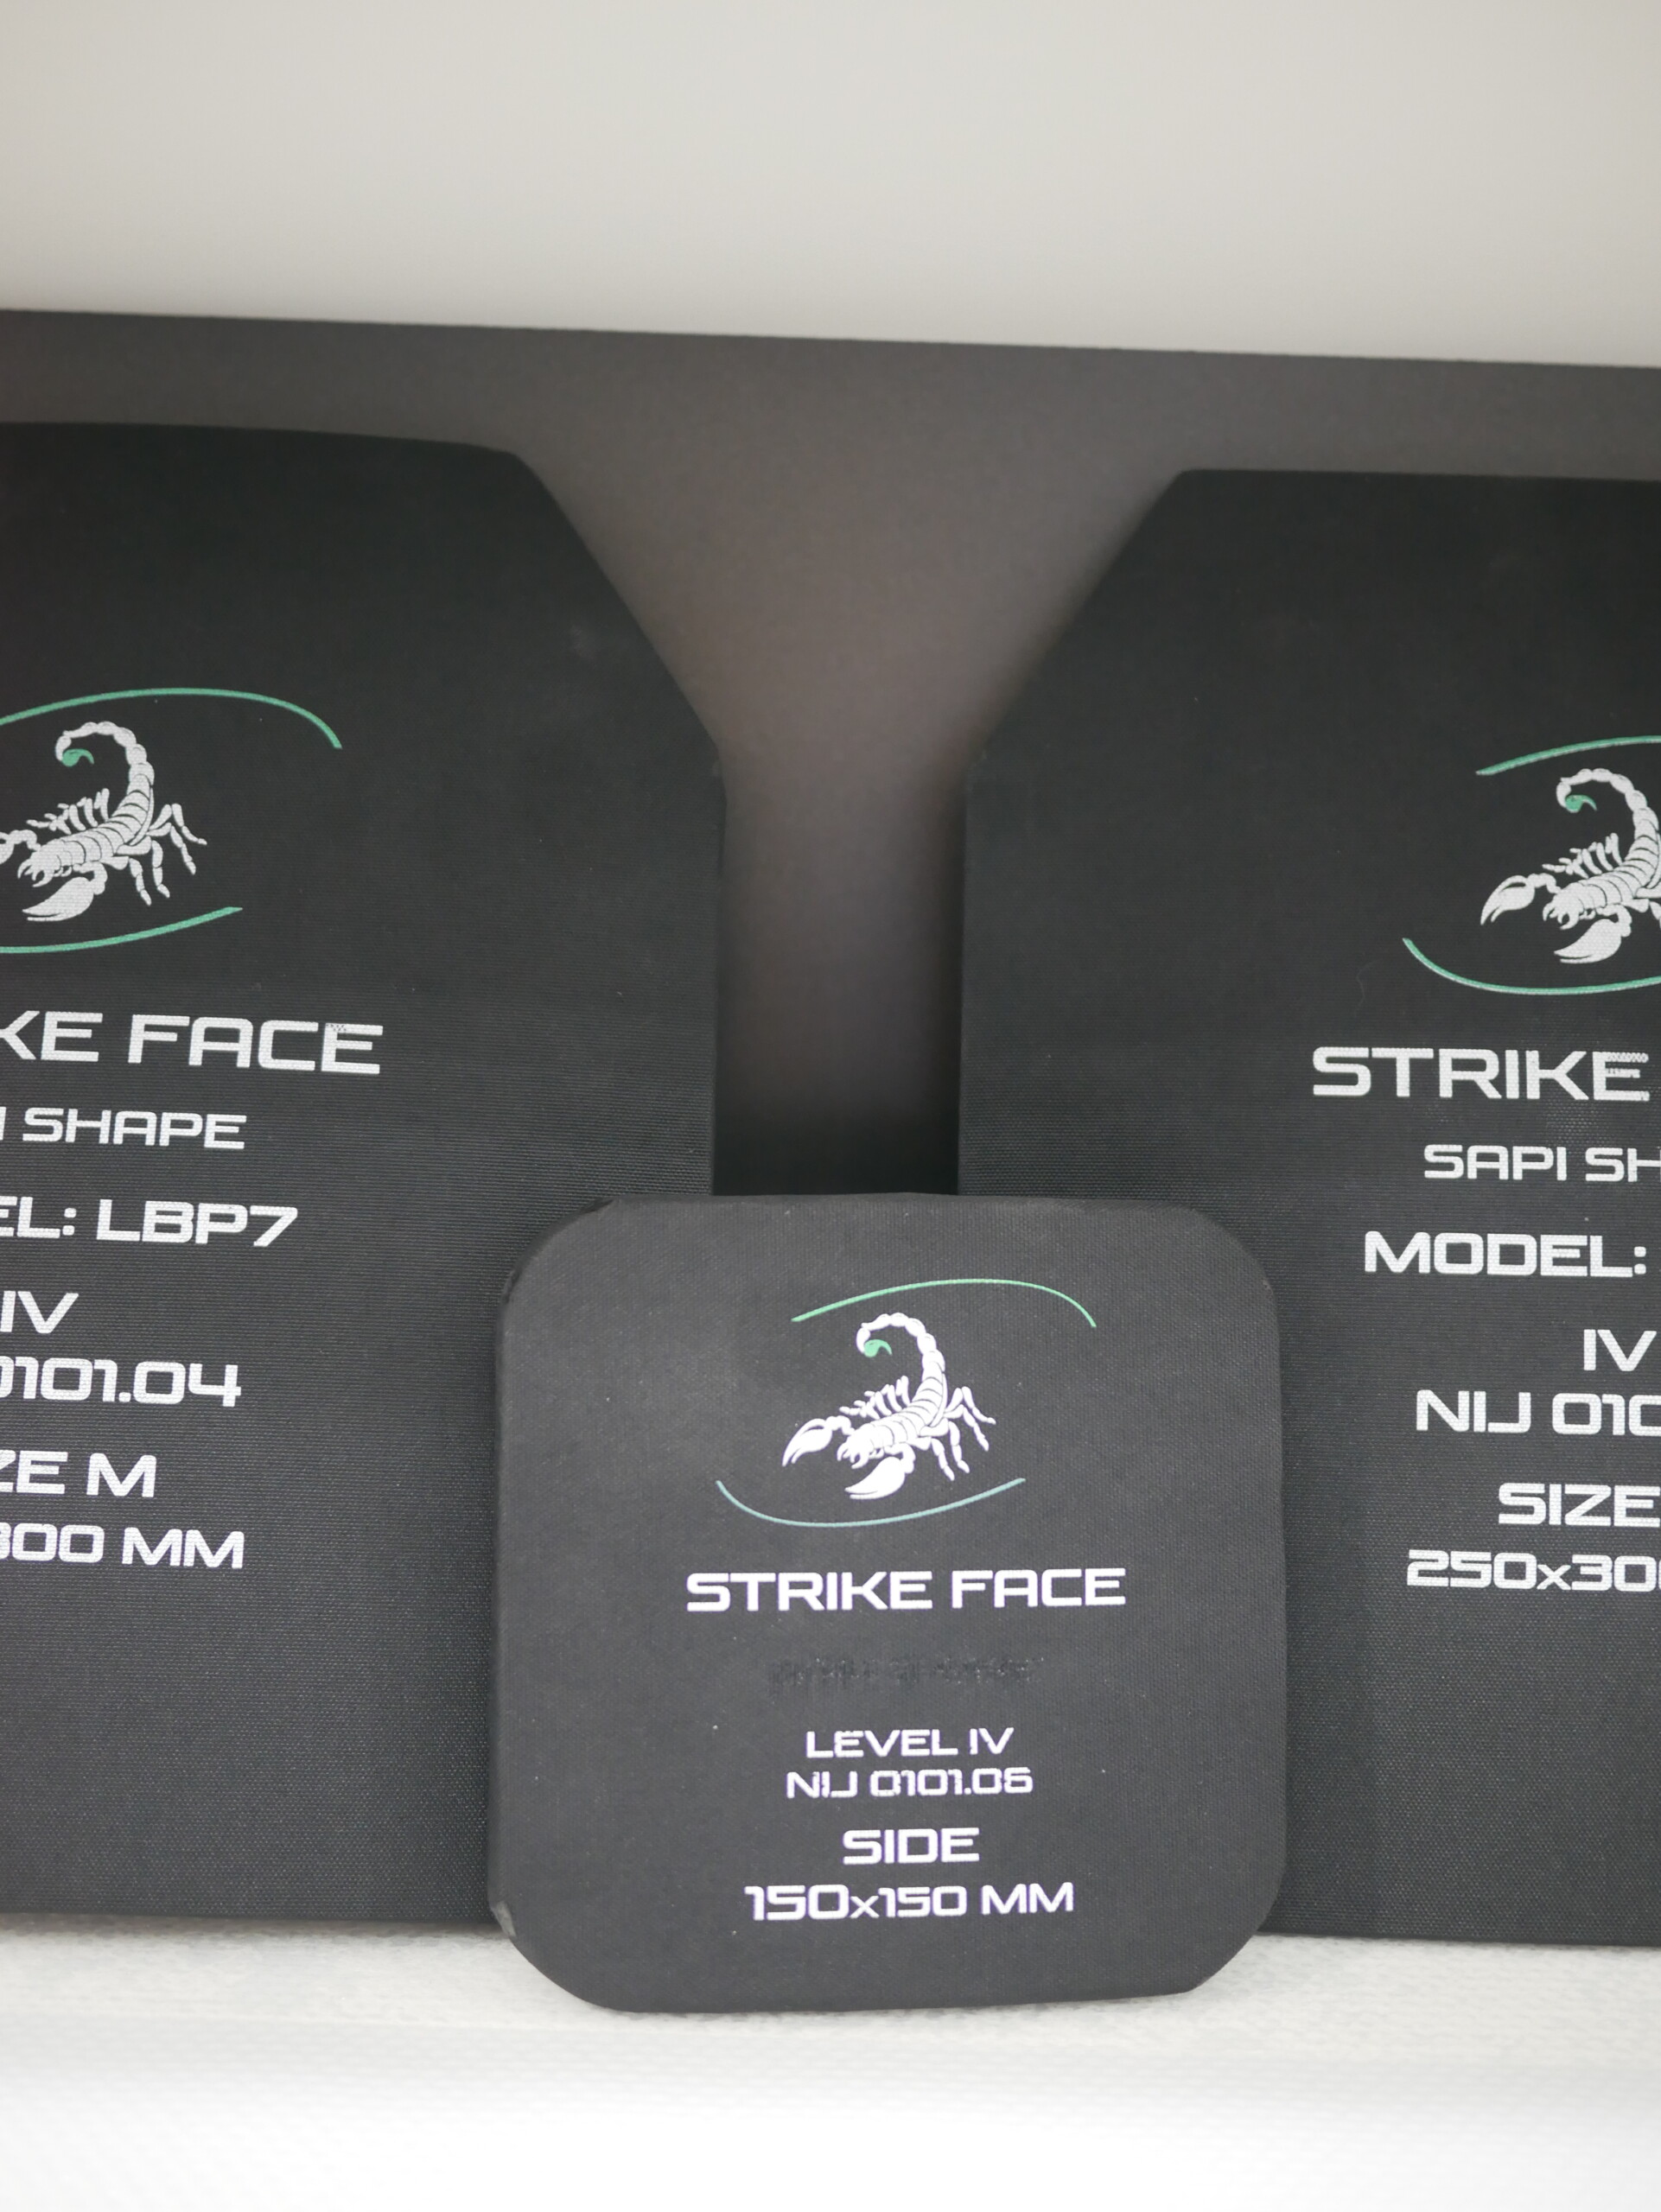 KE FACE
I SHAPE
EL: LBP7
IV
0101.04
ZE M
300 MM
STRIKE FACE
LEVEL IV
NIJ 0101.06
SIDE
150x150 MM
STRIKE
SAPI SH
MODEL:
IV
NIJ 010
SIZE
250x300